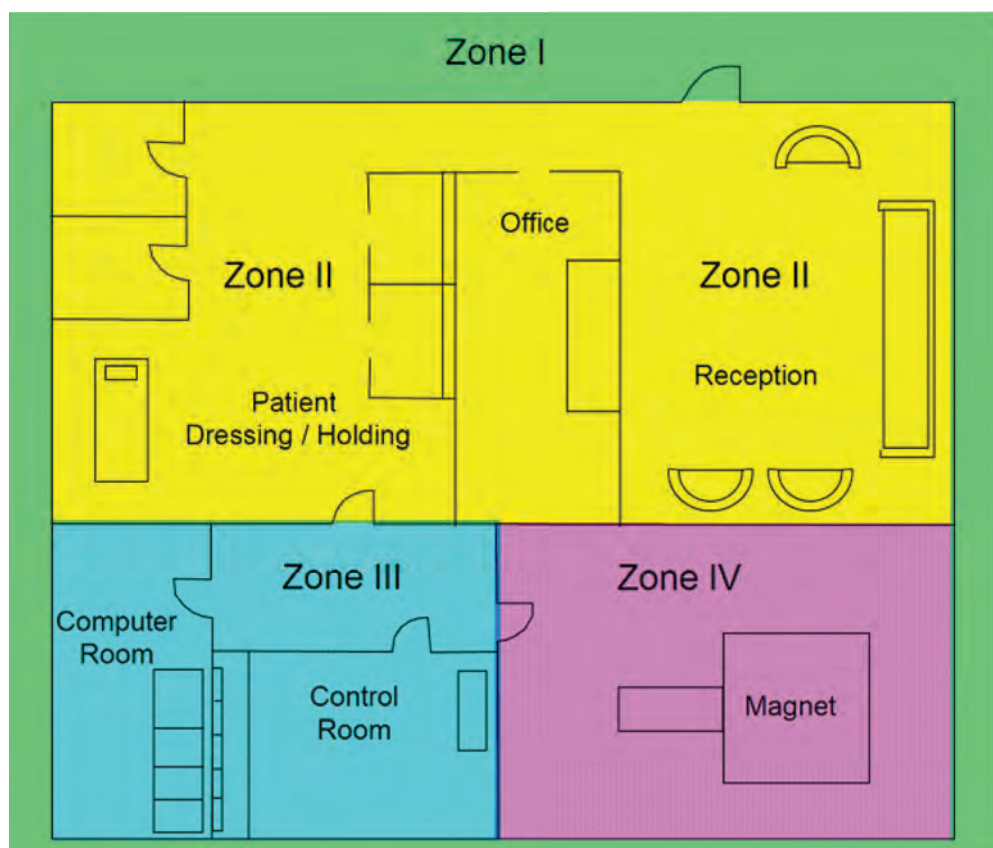 Zone I
Office
Zone II
Zone II
Reception
Patient
Dressing / Holding
Zone III
Zone IV
Computer
Room
Control
Room
Magnet